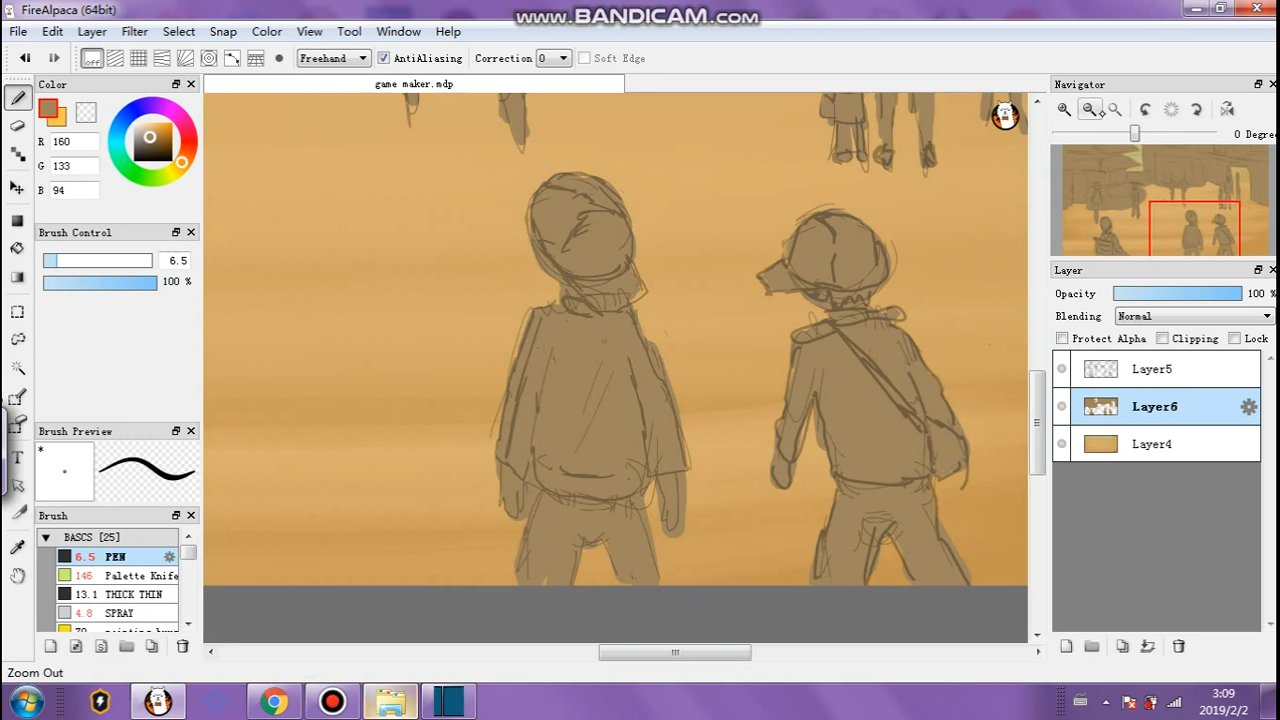 FireAlpaca (64bit)
www.BANDICAM.com
File Edit Layer Filter Select Snap Color View Tool Window Help
off Freehand AntiAliasing Correction 0 Soft Edge
Color
game maker.mdp
Navigator
R 160
G 133
B 94
0 Degree
Brush Control
6.5
100 %
Layer
Opacity 100 %
Blending Normal
Protect Alpha Clipping Lock
Layer5
Layer6
Layer4
Brush Preview
*
Brush
BASCS [25]
6.5 PEN
146 Palette Knife
13.1 THICK THIN
4.8 SPRAY
T
Zoom Out
3:09
2019/2/2